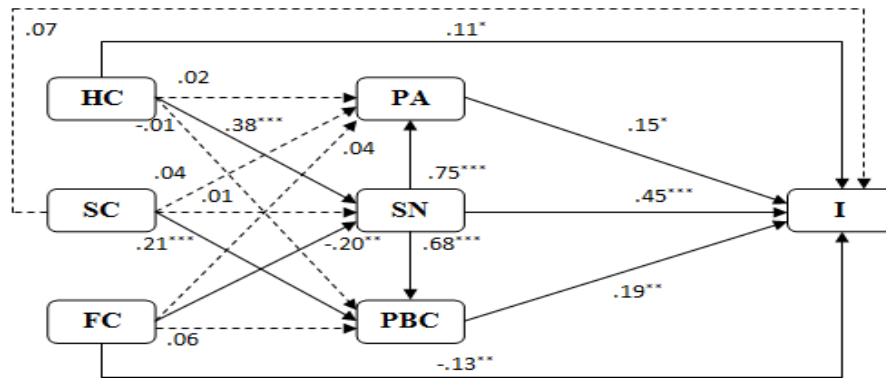 .07
.11*
.02
HC
PA
-.01
.38***
.15*
.04
.04
.75***
SC
.01
SN
.45***
I
.21***
-.20**
.68***
.19**
FC
.06
PBC
-.13**